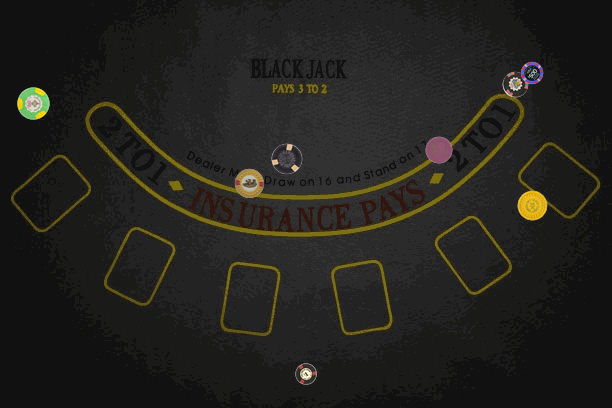 BLACK JACK
PAYS 3 TO 2
Dealer M Draw on 16 and Stand on 17
2 TO 1 INSURANCE PAYS 2 TO 1